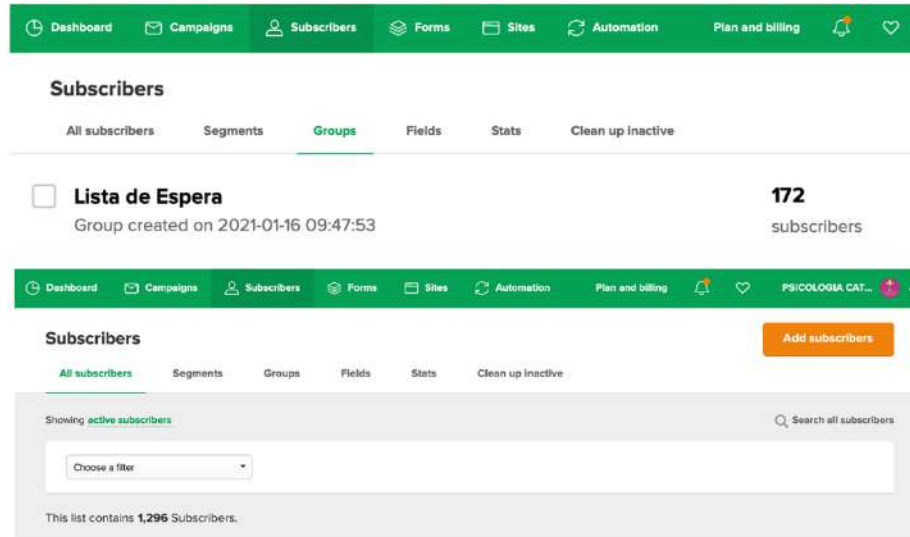 Dashboard Campaigns Subscribers Forms Sites Automation Plan and billing
Subscribers
All subscribers Segments Groups Fields Stats Clean up inactive
Lista de Espera 172
Group created on 2021-01-16 09:47:53 subscribers
Dashboard Campaigns Subscribers Forms Sites Automation Plan and billing PSICOLOGIA CAT...
Subscribers Add subscribers
All subscribers Segments Groups Fields Stats Clean up inactive
Showing active subscribers Search all subscribers
Choose a filter
This list contains 1,296 Subscribers.